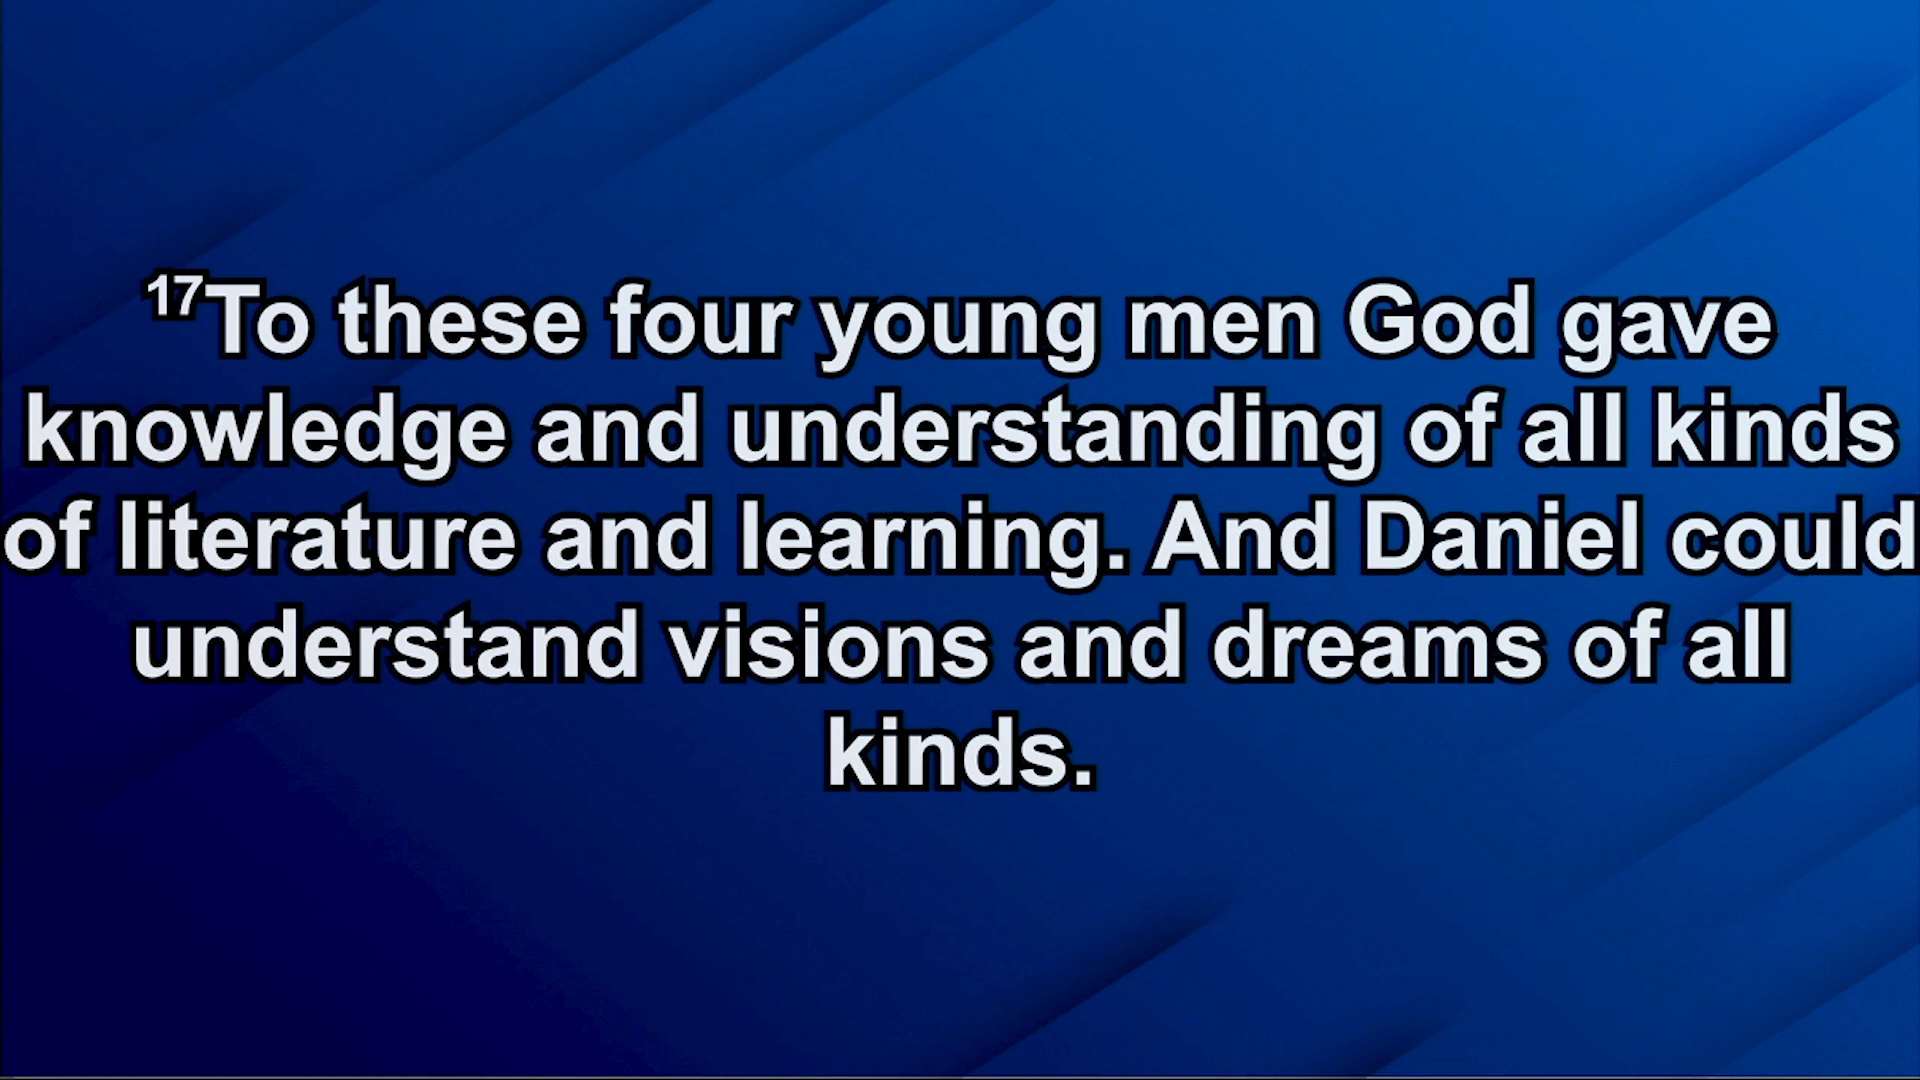 17To these four young men God gave
knowledge and understanding of all kinds
of literature and learning. And Daniel could
understand visions and dreams of all
kinds.